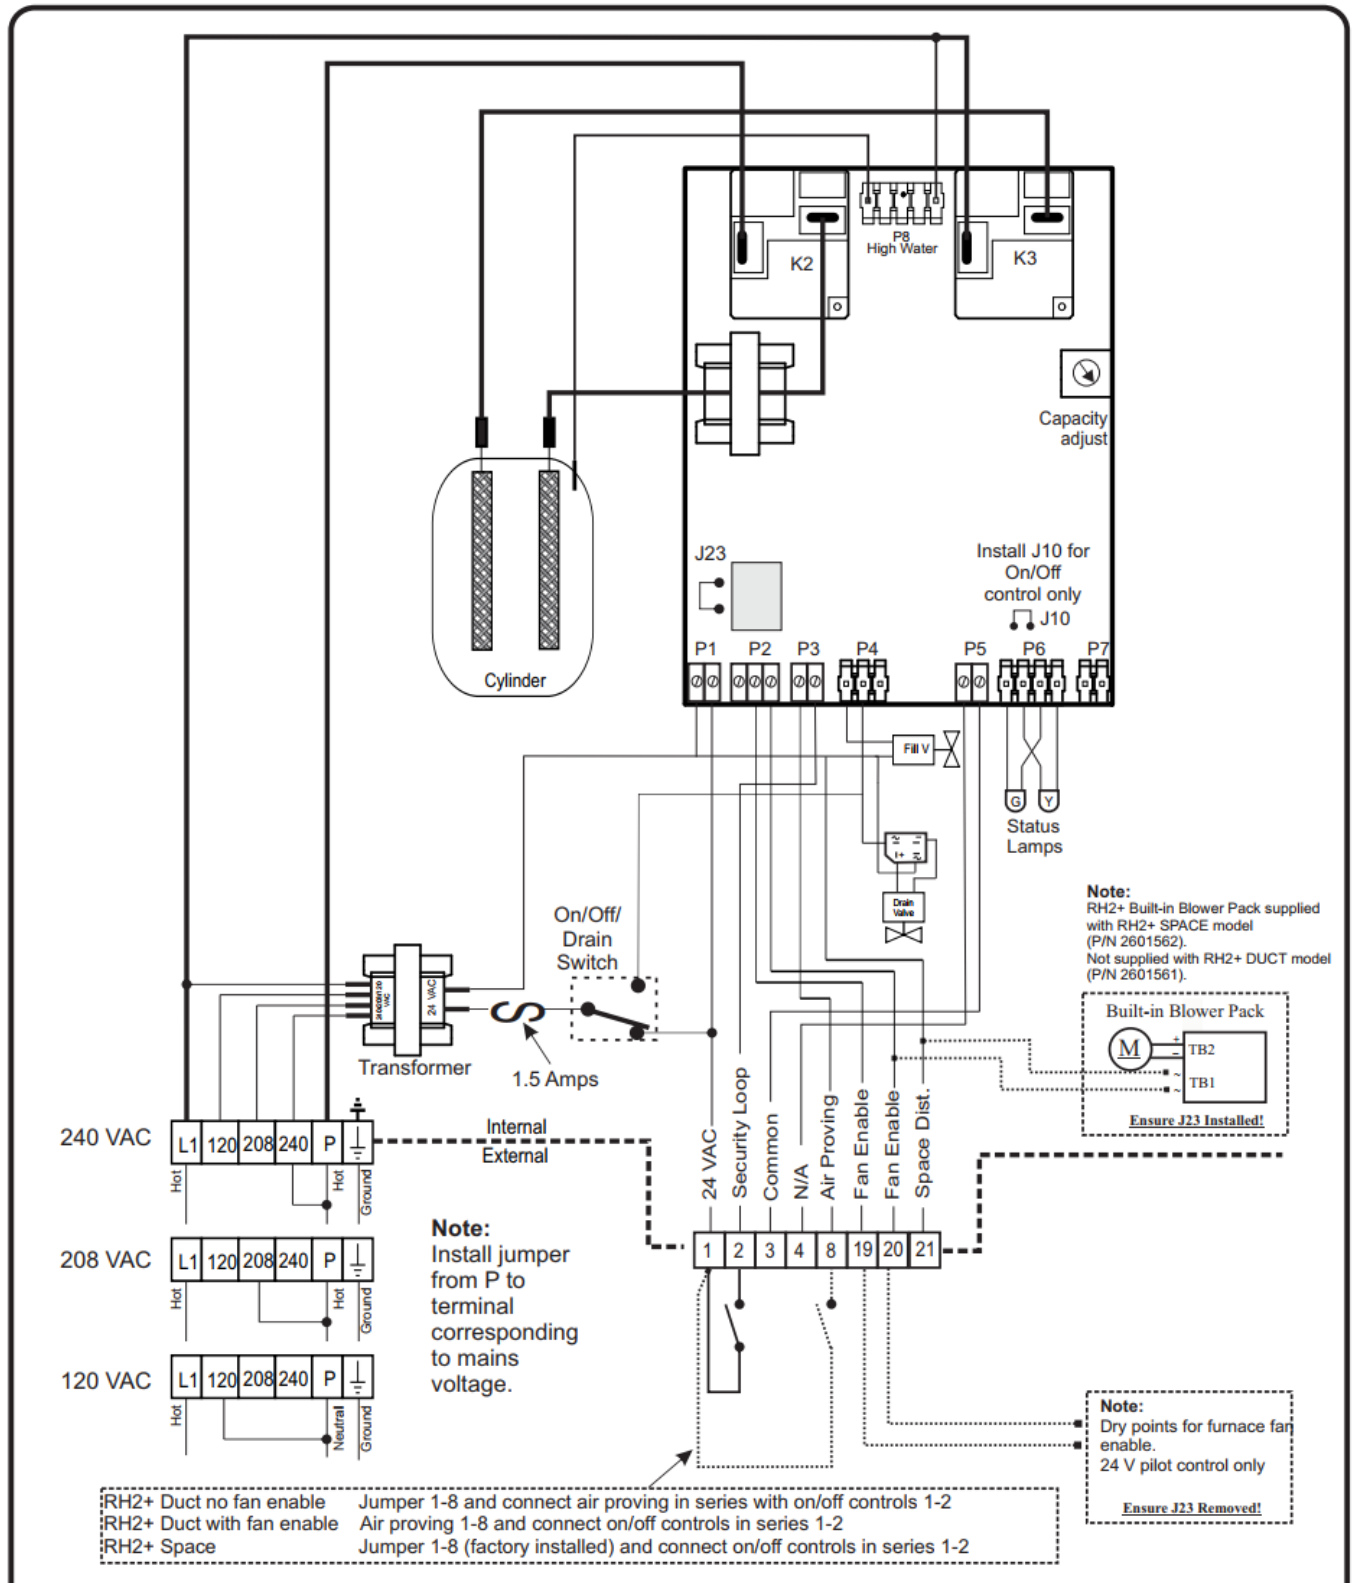 P8
High Water
K2
K3
Capacity
adjust
J23
Install J10 for
On/Off
control only
J10
P1
P2
P3
P4
P5
P6
P7
Cylinder
Fill V
G
Y
Status
Lamps
Drain
Valve
On/Off/
Drain
Switch
24 VAC
Transformer
1.5 Amps
Note:
RH2+ Built-in Blower Pack supplied
with RH2+ SPACE model
(P/N 2601562).
Not supplied with RH2+ DUCT model
(P/N 2601561).
Built-in Blower Pack
M
+
−
TB2
~
TB1
~
Ensure J23 Installed!
Internal
External
240 VAC
L1 120 208 240 P
Hot
Hot
Ground
208 VAC
L1 120 208 240 P
Hot
Hot
Ground
120 VAC
L1 120 208 240 P
Hot
Neutral
Ground
Note:
Install jumper
from P to
terminal
corresponding
to mains
voltage.
24 VAC
Security Loop
Common
N/A
Air Proving
Fan Enable
Fan Enable
Space Dist.
1 2 3 4 8 19 20 21
Note:
Dry points for furnace fan
enable.
24 V pilot control only
Ensure J23 Removed!
RH2+ Duct no fan enable Jumper 1-8 and connect air proving in series with on/off controls 1-2
RH2+ Duct with fan enable Air proving 1-8 and connect on/off controls in series 1-2
RH2+ Space Jumper 1-8 (factory installed) and connect on/off controls in series 1-2